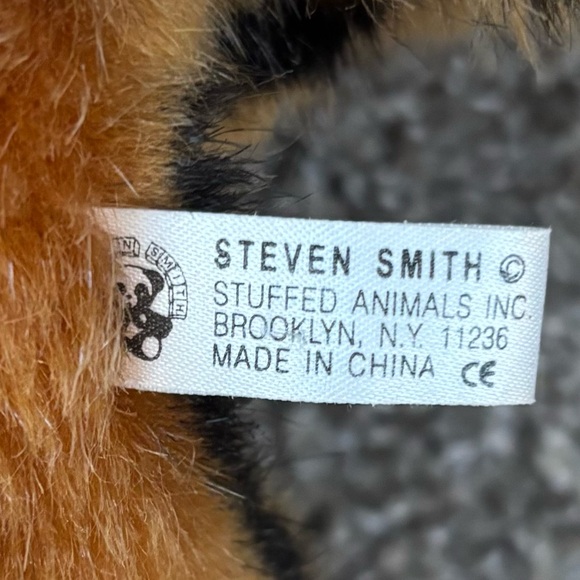 STEVEN SMITH ©
STUFFED ANIMALS INC.
BROOKLYN, N.Y. 11236
MADE IN CHINA CE